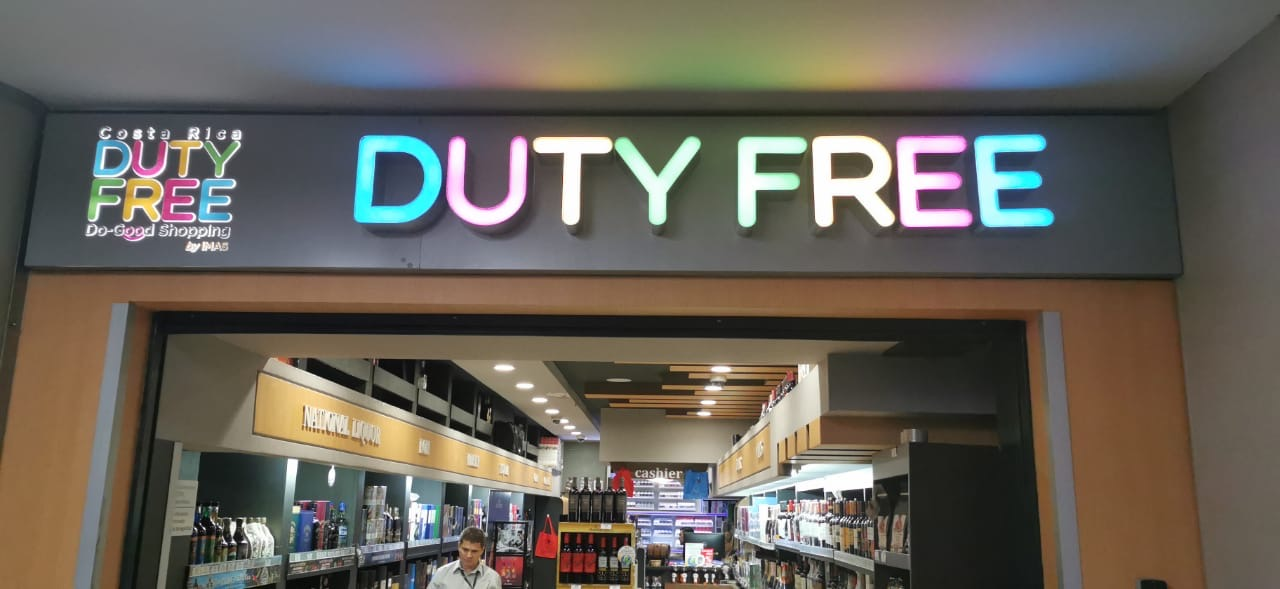 Costa Rica
DUTY
FREE
Do-Good Shopping
by IMAS
DUTY FREE
NATIONAL LIQUOR
cashier